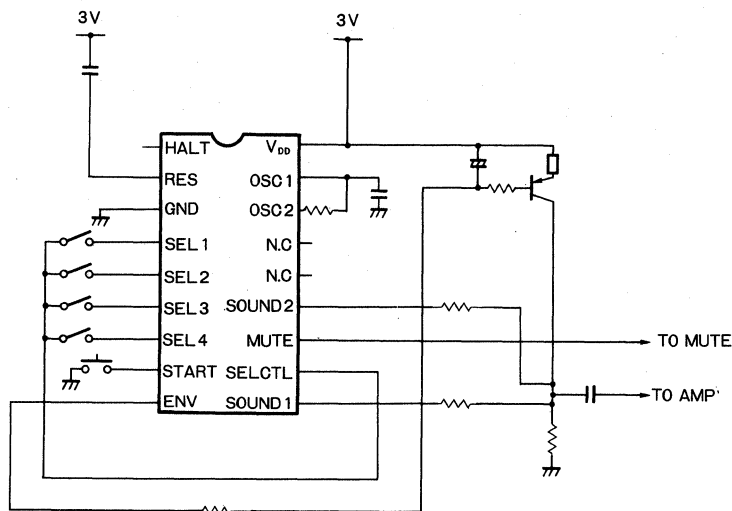 3V
3V
HALT
VDD
RES
OSC1
GND
OSC2
SEL1
N.C
SEL2
N.C
SEL3
SOUND2
SEL4
MUTE
TO MUTE
START
SELCTL
ENV
SOUND1
TO AMP